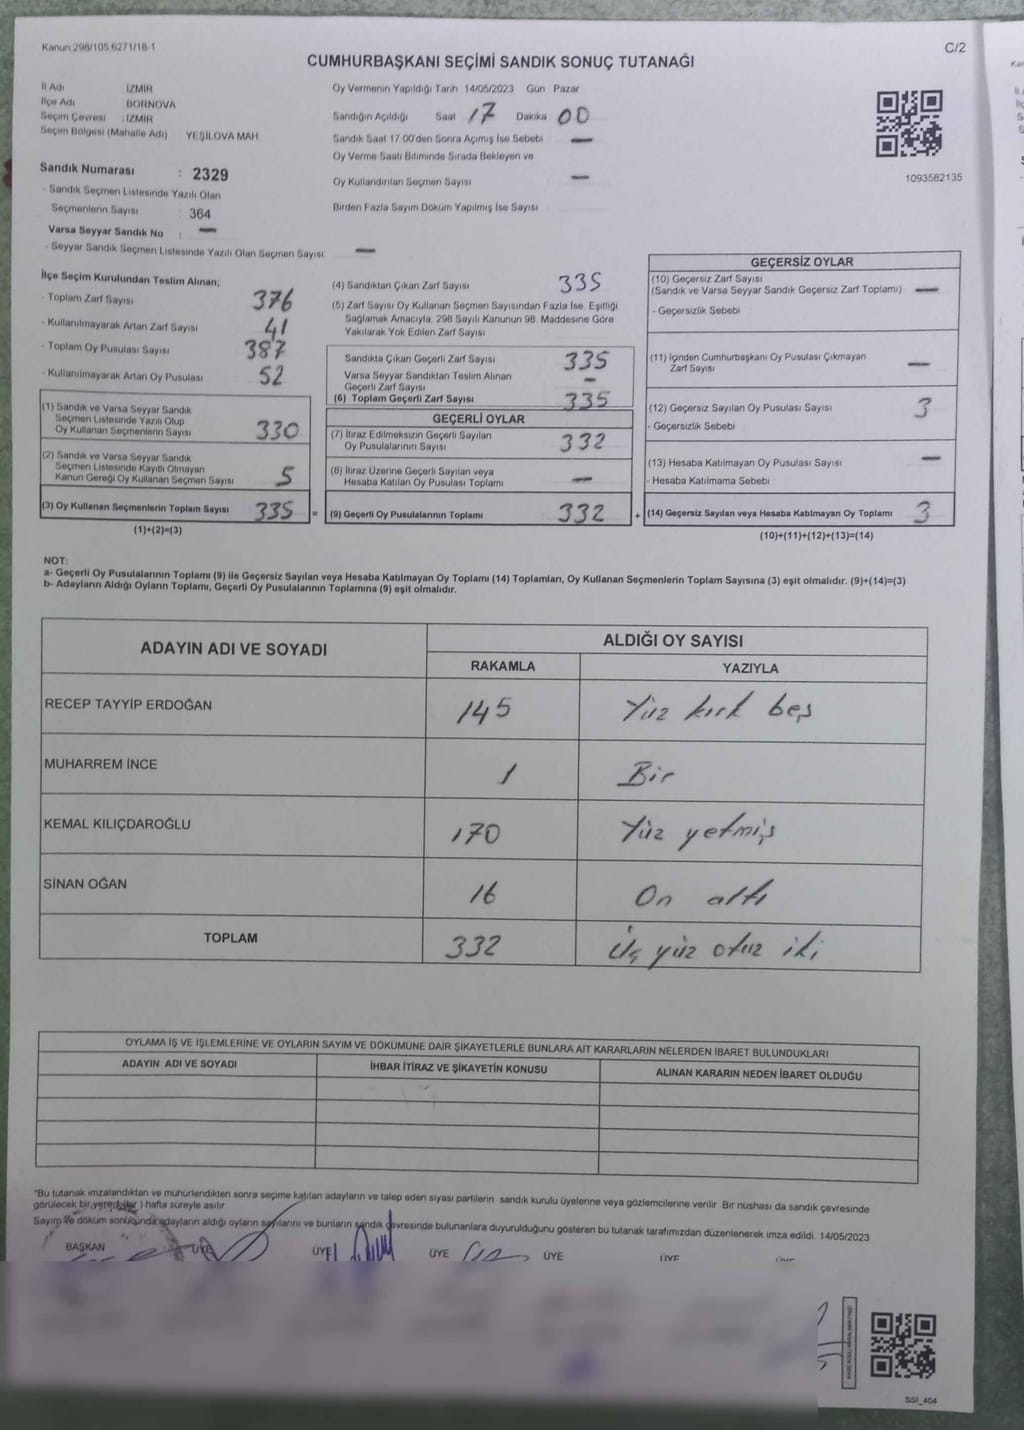 Kanun 298/105 6271/18-1
C/2
CUMHURBAŞKANI SEÇİMİ SANDIK SONUÇ TUTANAĞI
İl Adı İZMİR
İlçe Adı BORNOVA
Seçim Çevresi : İZMİR
Seçim Bölgesi (Mahalle Adı) YEŞİLOVA MAH
Sandık Numarası : 2329
- Sandık Seçmen Listesinde Yazılı Olan
Seçmenlerin Sayısı : 364
Varsa Seyyar Sandık No : —
- Seyyar Sandık Seçmen Listesinde Yazılı Olan Seçmen Sayısı —
Oy Vermenin Yapıldığı Tarih 14/05/2023 Gün Pazar
Sandığın Açıldığı Saat 17 Dakika 00
Sandık Saat 17:00'den Sonra Açımış İse Sebebi —
Oy Verme Saati Bitiminde Sırada Bekleyen ve
Oy Kullandırılan Seçmen Sayısı —
Birden Fazla Sayım Döküm Yapılmış İse Sayısı
1093562135
İlçe Seçim Kurulundan Teslim Alınan;
- Toplam Zarf Sayısı 376
- Kullanılmayarak Artan Zarf Sayısı 41
- Toplam Oy Pusulası Sayısı 387
- Kullanılmayarak Artan Oy Pusulası 52
(1) Sandık ve Varsa Seyyar Sandık
Seçmen Listesinde Yazılı Olup
Oy Kullanan Seçmenlerin Sayısı 330
(2) Sandık ve Varsa Seyyar Sandık
Seçmen Listesinde Kayıtlı Olmayan
Kanun Gereği Oy Kullanan Seçmen Sayısı 5
(3) Oy Kullanan Seçmenlerin Toplam Sayısı 335 =
(1)+(2)=(3)
(4) Sandıktan Çıkan Zarf Sayısı 335
(5) Zarf Sayısı Oy Kullanan Seçmen Sayısından Fazla İse, Eşitliği
Sağlamak Amacıyla, 298 Sayılı Kanunun 98. Maddesine Göre
Yakılarak Yok Edilen Zarf Sayısı
Sandıkta Çıkan Geçerli Zarf Sayısı 335
Varsa Seyyar Sandıktan Teslim Alınan
Geçerli Zarf Sayısı —
(6) Toplam Geçerli Zarf Sayısı 335
GEÇERLİ OYLAR
(7) İtiraz Edilmeksizin Geçerli Sayılan
Oy Pusulalarının Sayısı 332
(8) İtiraz Üzerine Geçerli Sayılan veya
Hesaba Katılan Oy Pusulası Toplamı —
(9) Geçerli Oy Pusulalarının Toplamı 332 +
GEÇERSİZ OYLAR
(10) Geçersiz Zarf Sayısı
(Sandık ve Varsa Seyyar Sandık Geçersiz Zarf Toplamı) —
- Geçersizlik Sebebi
(11) İçinden Cumhurbaşkanı Oy Pusulası Çıkmayan
Zarf Sayısı —
(12) Geçersiz Sayılan Oy Pusulası Sayısı 3
- Geçersizlik Sebebi
(13) Hesaba Katılmayan Oy Pusulası Sayısı —
- Hesaba Katılmama Sebebi
(14) Geçersiz Sayılan veya Hesaba Katılmayan Oy Toplamı 3
(10)+(11)+(12)+(13)=(14)
NOT:
a- Geçerli Oy Pusulalarının Toplamı (9) ile Geçersiz Sayılan veya Hesaba Katılmayan Oy Toplamı (14) Toplamları, Oy Kullanan Seçmenlerin Toplam Sayısına (3) eşit olmalıdır. (9)+(14)=(3)
b- Adayların Aldığı Oyların Toplamı, Geçerli Oy Pusulalarının Toplamına (9) eşit olmalıdır.
ADAYIN ADI VE SOYADI
ALDIĞI OY SAYISI
RAKAMLA YAZIYLA
RECEP TAYYİP ERDOĞAN 145 Yüz kırk beş
MUHARREM İNCE 1 Bir
KEMAL KILIÇDAROĞLU 170 Yüz yetmiş
SİNAN OĞAN 16 On altı
TOPLAM 332 Üç yüz otuz iki
OYLAMA İŞ VE İŞLEMLERİNE VE OYLARIN SAYIM VE DÖKÜMÜNE DAİR ŞİKAYETLERLE BUNLARA AİT KARARLARIN NELERDEN İBARET BULUNDUKLARI
ADAYIN ADI VE SOYADI İHBAR İTİRAZ VE ŞİKAYETİN KONUSU ALINAN KARARIN NEDEN İBARET OLDUĞU
*Bu tutanak imzalandıktan ve mühürlendikten sonra seçime katılan adayların ve talep eden siyasi partilerin sandık kurulu üyelerine veya gözlemcilerine verilir. Bir nüshası da sandık çevresinde
görülecek bir yere (bir) hafta süreyle asılır
Sayım ve döküm sonucunda adayların aldığı oyların sayılarını ve bunların sandık çevresinde bulunanlara duyurulduğunu gösteren bu tutanak tarafımızdan düzenlenerek imza edildi. 14/05/2023
BAŞKAN ÜYE ÜYE ÜYE ÜYE ÜYE
SSI_404